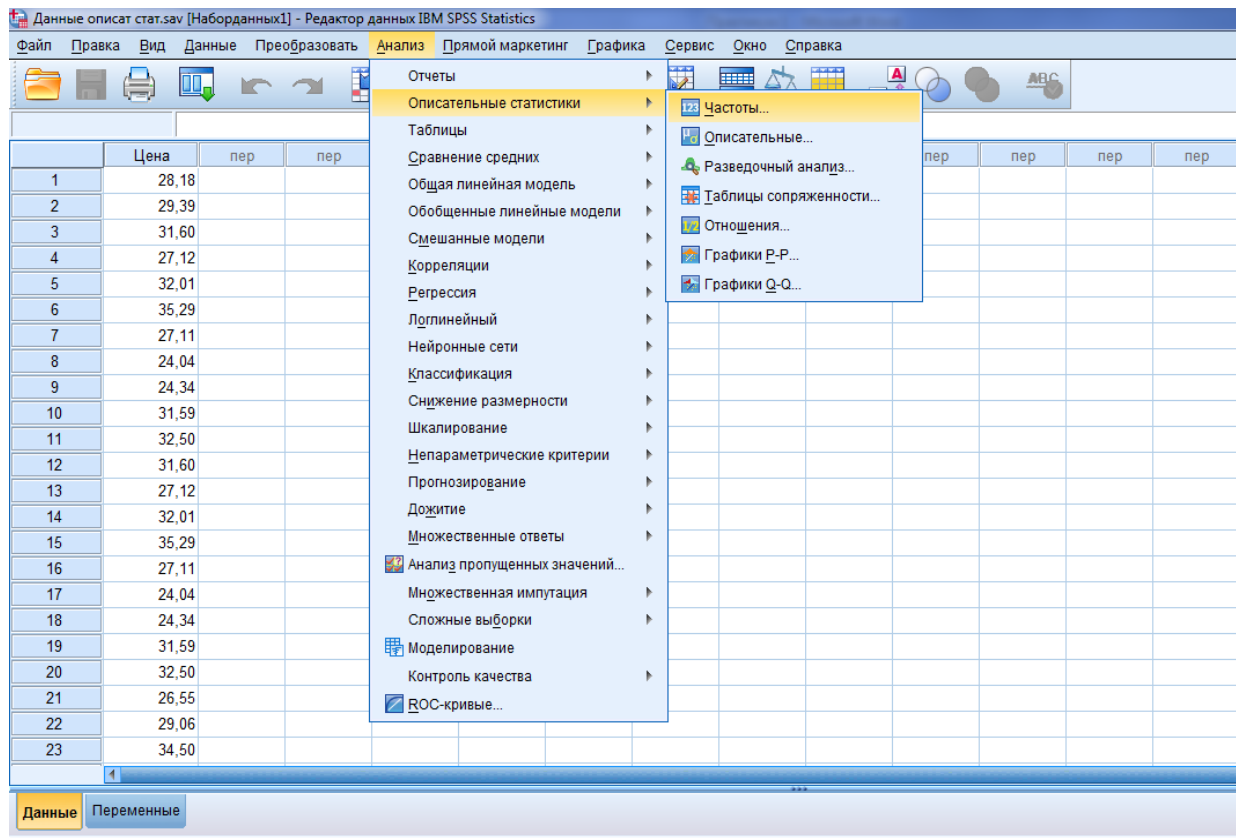 Данные описат стат.sav [Наборданных1] - Редактор данных IBM SPSS Statistics
Файл Правка Вид Данные Преобразовать Анализ Прямой маркетинг Графика Сервис Окно Справка
Отчеты
Описательные статистики
Таблицы
Сравнение средних
Общая линейная модель
Обобщенные линейные модели
Смешанные модели
Корреляции
Регрессия
Логлинейный
Нейронные сети
Классификация
Снижение размерности
Шкалирование
Непараметрические критерии
Прогнозирование
Дожитие
Множественные ответы
Анализ пропущенных значений...
Множественная импутация
Сложные выборки
Моделирование
Контроль качества
ROC-кривые...
123 Частоты...
Описательные...
Разведочный анализ...
Таблицы сопряженности...
1/2 Отношения...
Графики P-P...
Графики Q-Q...
A
ABC
Цена пер пер пер пер пер пер
1 28,18
2 29,39
3 31,60
4 27,12
5 32,01
6 35,29
7 27,11
8 24,04
9 24,34
10 31,59
11 32,50
12 31,60
13 27,12
14 32,01
15 35,29
16 27,11
17 24,04
18 24,34
19 31,59
20 32,50
21 26,55
22 29,06
23 34,50
Данные Переменные